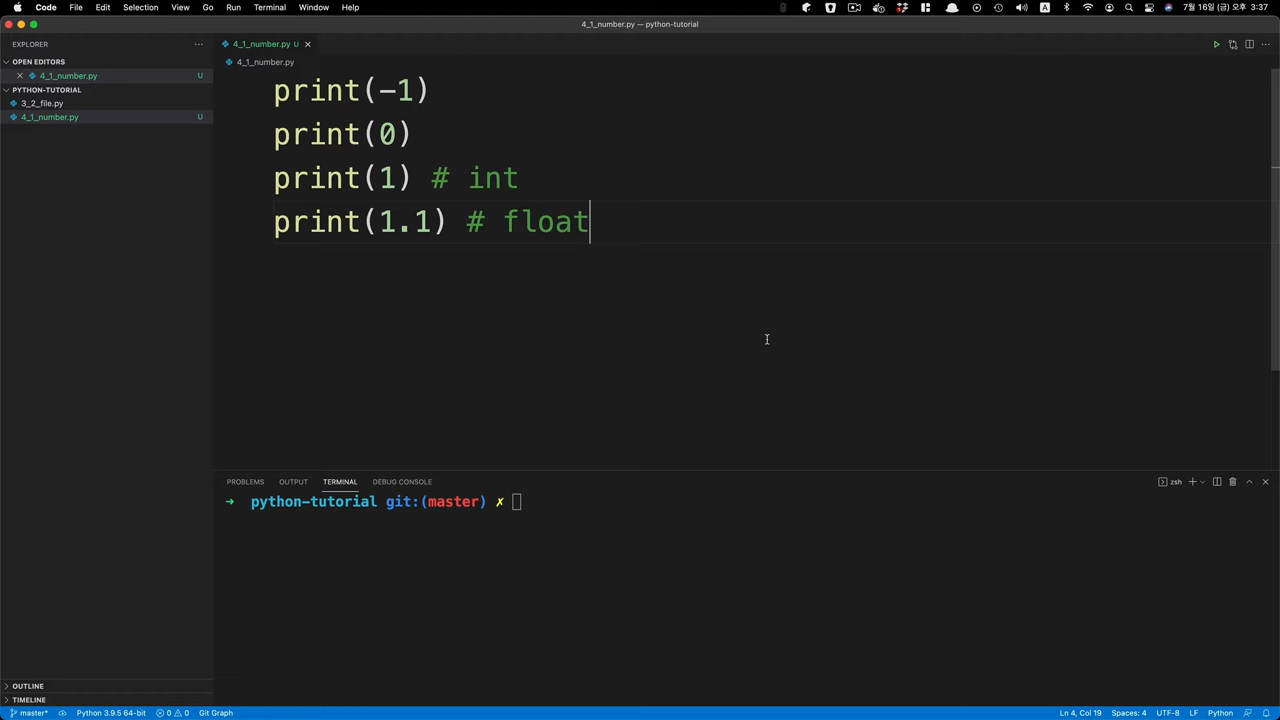 Code File Edit Selection View Go Run Terminal Window Help A 7월 16일 (금) 오후 3:37
4_1_number.py — python-tutorial
EXPLORER
OPEN EDITORS
4_1_number.py U
PYTHON-TUTORIAL
3_2_file.py
4_1_number.py U
OUTLINE
TIMELINE
4_1_number.py U
4_1_number.py
print(-1)
print(0)
print(1) # int
print(1.1) # float
PROBLEMS OUTPUT TERMINAL DEBUG CONSOLE zsh
➜ python-tutorial git:(master) ✗
master* Python 3.9.5 64-bit 0 0 Git Graph Ln 4, Col 19 Spaces: 4 UTF-8 LF Python